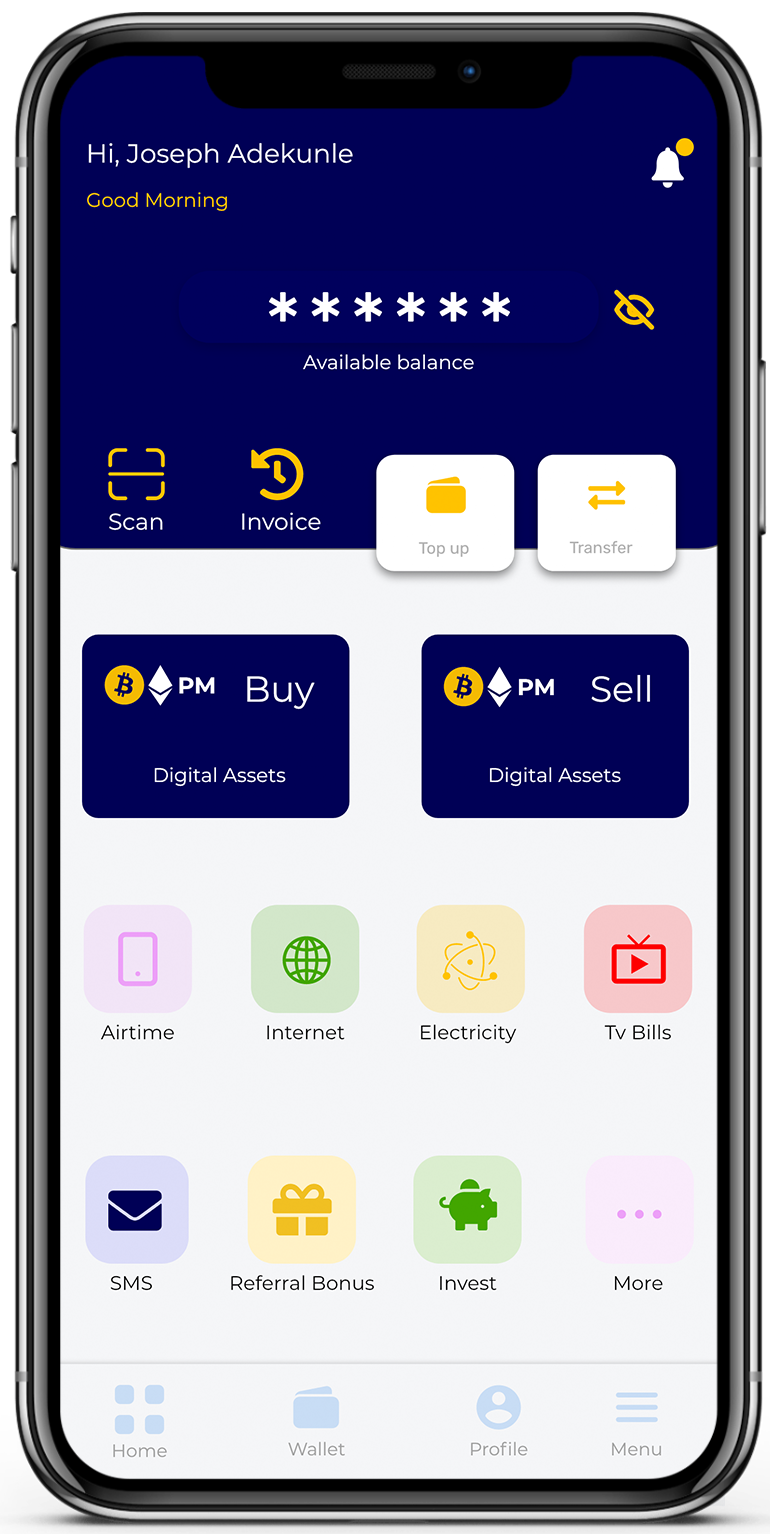 Hi, Joseph Adekunle
Good Morning
******
Available balance
Scan
Invoice
Top up
Transfer
PM Buy
Digital Assets
PM Sell
Digital Assets
Airtime
Internet
Electricity
Tv Bills
SMS
Referral Bonus
Invest
More
Home
Wallet
Profile
Menu